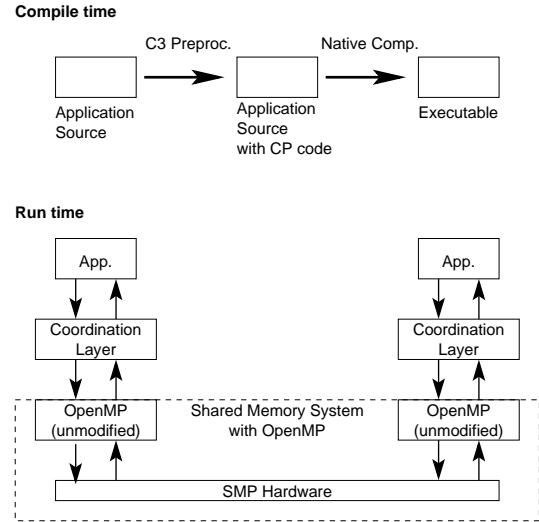 Compile time
C3 Preproc.
Native Comp.
Application
Source
Application
Source
with CP code
Executable
Run time
App.
App.
Coordination
Layer
Coordination
Layer
OpenMP
(unmodified)
Shared Memory System
with OpenMP
OpenMP
(unmodified)
SMP Hardware